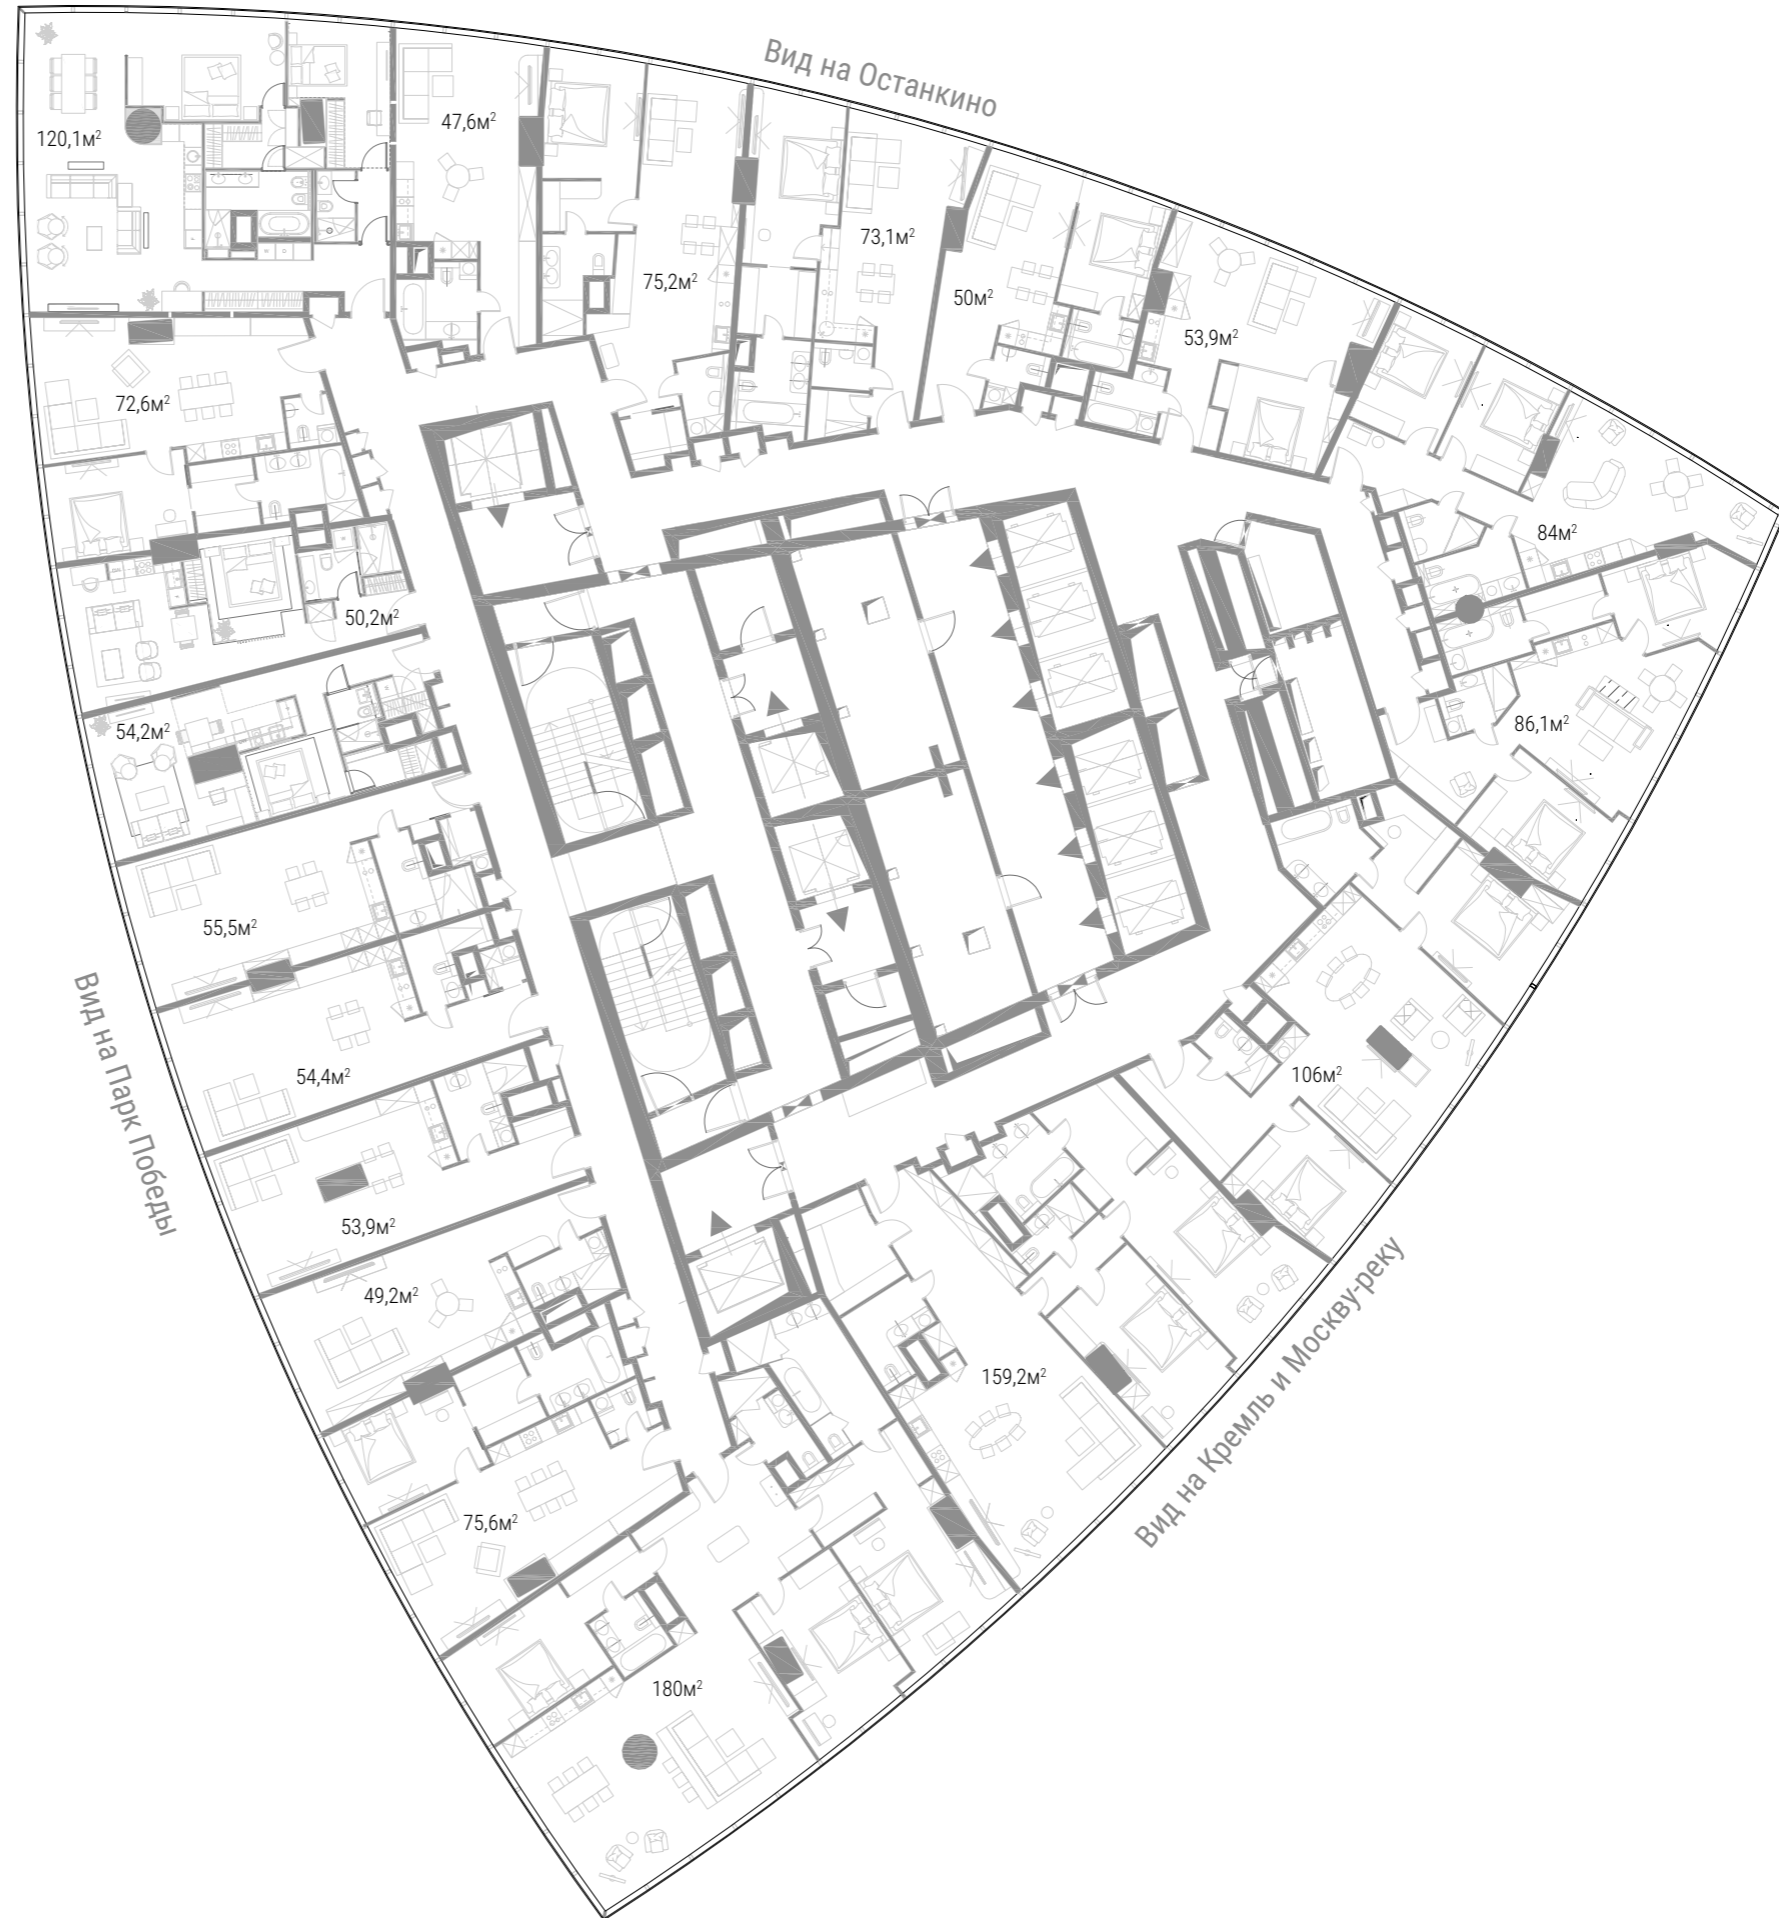 Вид на Останкино
120,1м²
47,6м²
75,2м²
73,1м²
50м²
53,9м²
84м²
86,1м²
72,6м²
50,2м²
54,2м²
55,5м²
54,4м²
53,9м²
49,2м²
75,6м²
180м²
159,2м²
106м²
Вид на Парк Победы
Вид на Кремль и Москву-реку